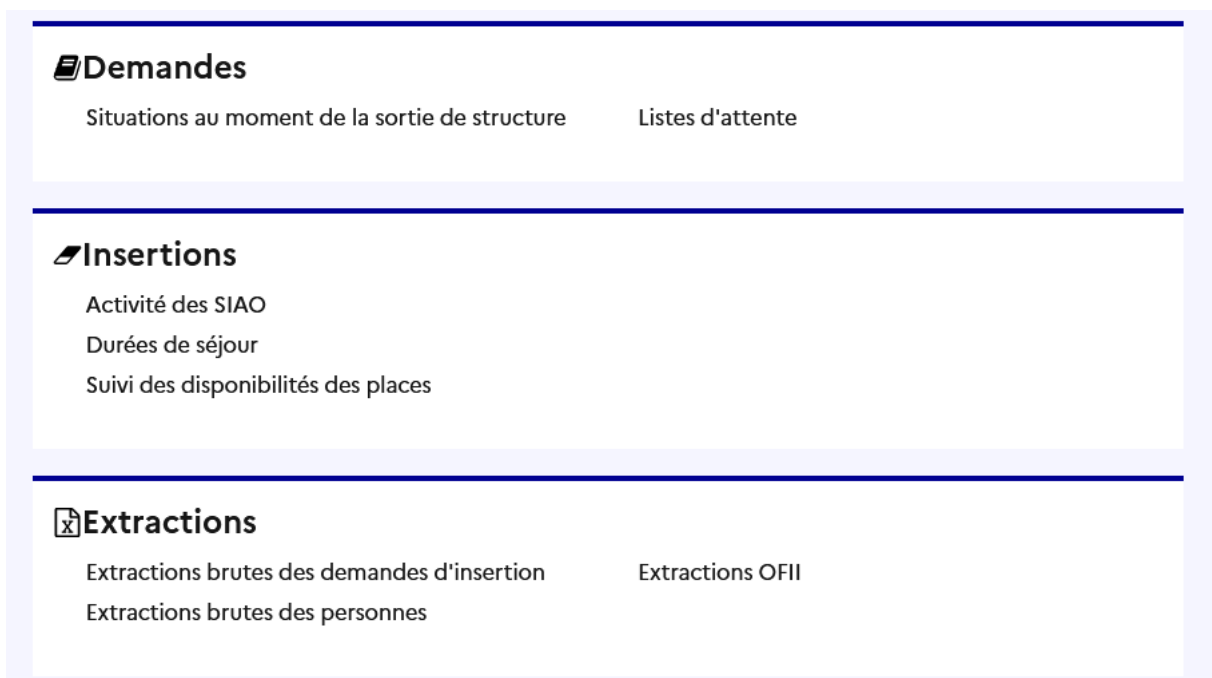 Demandes
Situations au moment de la sortie de structure
Listes d'attente
Insertions
Activité des SIAO
Durées de séjour
Suivi des disponibilités des places
Extractions
Extractions brutes des demandes d'insertion
Extractions OFII
Extractions brutes des personnes